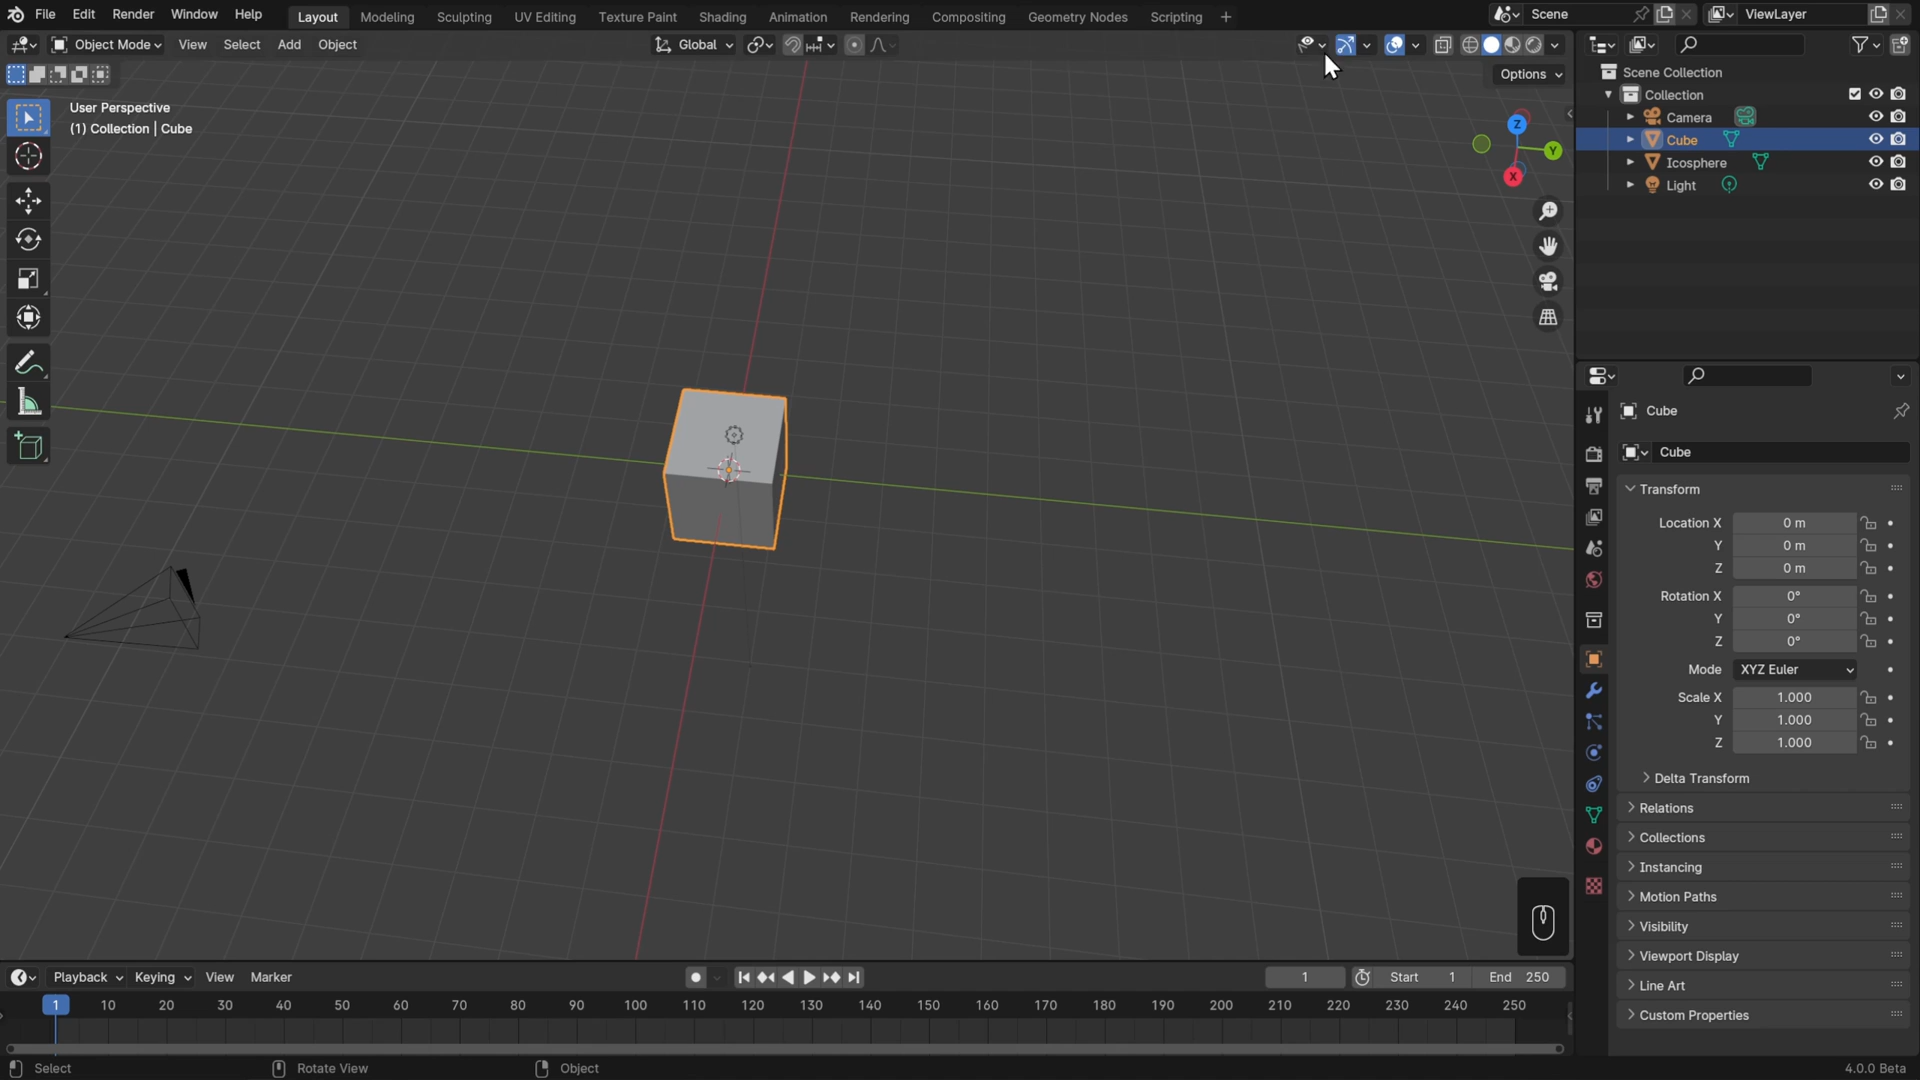 File Edit Render Window Help Layout Modeling Sculpting UV Editing Texture Paint Shading Animation Rendering Compositing Geometry Nodes Scripting + Scene ViewLayer
Object Mode View Select Add Object Global
Options
User Perspective
(1) Collection | Cube
Z
Y
X
Scene Collection
Collection
Camera
Cube
Icosphere
Light
Cube
Cube
Transform
Location X 0 m
Y 0 m
Z 0 m
Rotation X 0°
Y 0°
Z 0°
Mode XYZ Euler
Scale X 1.000
Y 1.000
Z 1.000
Delta Transform
Relations
Collections
Instancing
Motion Paths
Visibility
Viewport Display
Line Art
Custom Properties
Playback Keying View Marker 1 Start 1 End 250
1 10 20 30 40 50 60 70 80 90 100 110 120 130 140 150 160 170 180 190 200 210 220 230 240 250
Select Rotate View Object 4.0.0 Beta